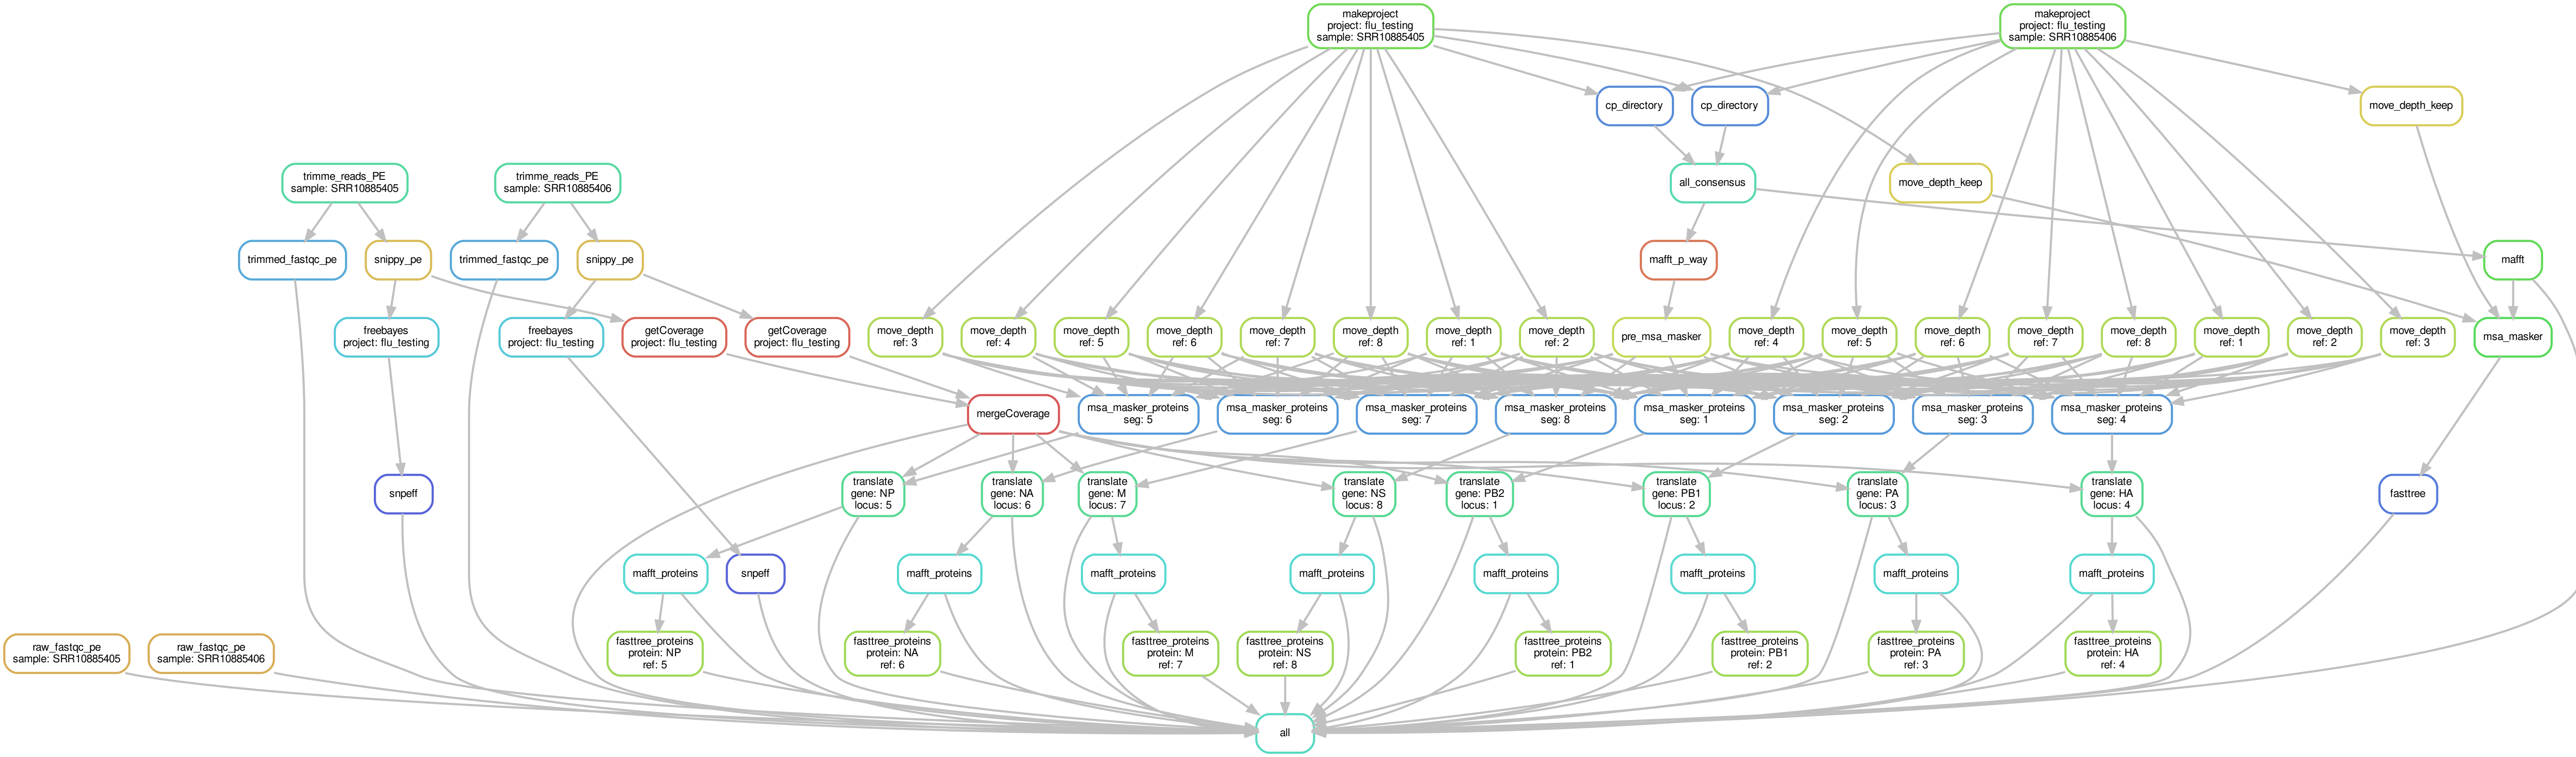 makeproject
project: flu_testing
sample: SRR10885405
makeproject
project: flu_testing
sample: SRR10885406
cp_directory
cp_directory
move_depth_keep
trimme_reads_PE
sample: SRR10885405
trimme_reads_PE
sample: SRR10885406
all_consensus
move_depth_keep
trimmed_fastqc_pe
snippy_pe
trimmed_fastqc_pe
snippy_pe
mafft_p_way
mafft
freebayes
project: flu_testing
freebayes
project: flu_testing
getCoverage
project: flu_testing
getCoverage
project: flu_testing
move_depth
ref: 3
move_depth
ref: 4
move_depth
ref: 5
move_depth
ref: 6
move_depth
ref: 7
move_depth
ref: 8
move_depth
ref: 1
move_depth
ref: 2
pre_msa_masker
move_depth
ref: 4
move_depth
ref: 5
move_depth
ref: 6
move_depth
ref: 7
move_depth
ref: 8
move_depth
ref: 1
move_depth
ref: 2
move_depth
ref: 3
msa_masker
mergeCoverage
msa_masker_proteins
seg: 5
msa_masker_proteins
seg: 6
msa_masker_proteins
seg: 7
msa_masker_proteins
seg: 8
msa_masker_proteins
seg: 1
msa_masker_proteins
seg: 2
msa_masker_proteins
seg: 3
msa_masker_proteins
seg: 4
snpeff
translate
gene: NP
locus: 5
translate
gene: NA
locus: 6
translate
gene: M
locus: 7
translate
gene: NS
locus: 8
translate
gene: PB2
locus: 1
translate
gene: PB1
locus: 2
translate
gene: PA
locus: 3
translate
gene: HA
locus: 4
fasttree
mafft_proteins
snpeff
mafft_proteins
mafft_proteins
mafft_proteins
mafft_proteins
mafft_proteins
mafft_proteins
mafft_proteins
raw_fastqc_pe
sample: SRR10885405
raw_fastqc_pe
sample: SRR10885406
fasttree_proteins
protein: NP
ref: 5
fasttree_proteins
protein: NA
ref: 6
fasttree_proteins
protein: M
ref: 7
fasttree_proteins
protein: NS
ref: 8
fasttree_proteins
protein: PB2
ref: 1
fasttree_proteins
protein: PB1
ref: 2
fasttree_proteins
protein: PA
ref: 3
fasttree_proteins
protein: HA
ref: 4
all